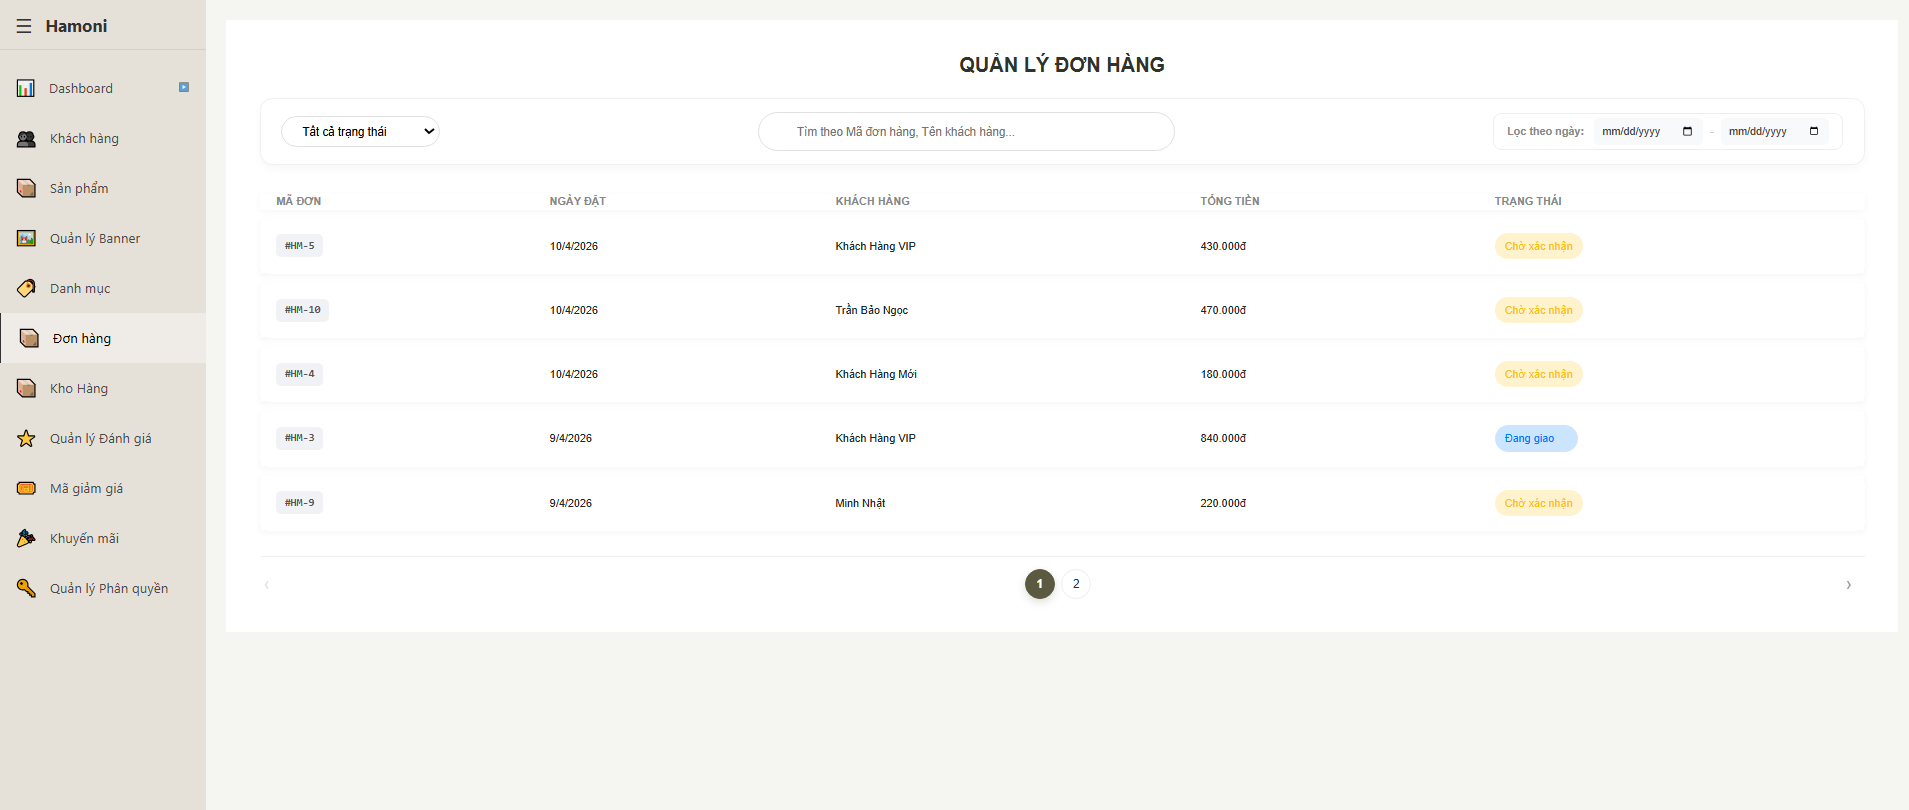 ☰ Hamoni
Dashboard
Khách hàng
Sản phẩm
Quản lý Banner
Danh mục
Đơn hàng
Kho Hàng
Quản lý Đánh giá
Mã giảm giá
Khuyến mãi
Quản lý Phân quyền
QUẢN LÝ ĐƠN HÀNG
Tất cả trạng thái
Tìm theo Mã đơn hàng, Tên khách hàng...
Lọc theo ngày: mm/dd/yyyy - mm/dd/yyyy
MÃ ĐƠN NGÀY ĐẶT KHÁCH HÀNG TỔNG TIỀN TRẠNG THÁI
#HM-5 10/4/2026 Khách Hàng VIP 430.000đ Chờ xác nhận
#HM-10 10/4/2026 Trần Bảo Ngọc 470.000đ Chờ xác nhận
#HM-4 10/4/2026 Khách Hàng Mới 180.000đ Chờ xác nhận
#HM-3 9/4/2026 Khách Hàng VIP 840.000đ Đang giao
#HM-9 9/4/2026 Minh Nhật 220.000đ Chờ xác nhận
‹ 1 2 ›